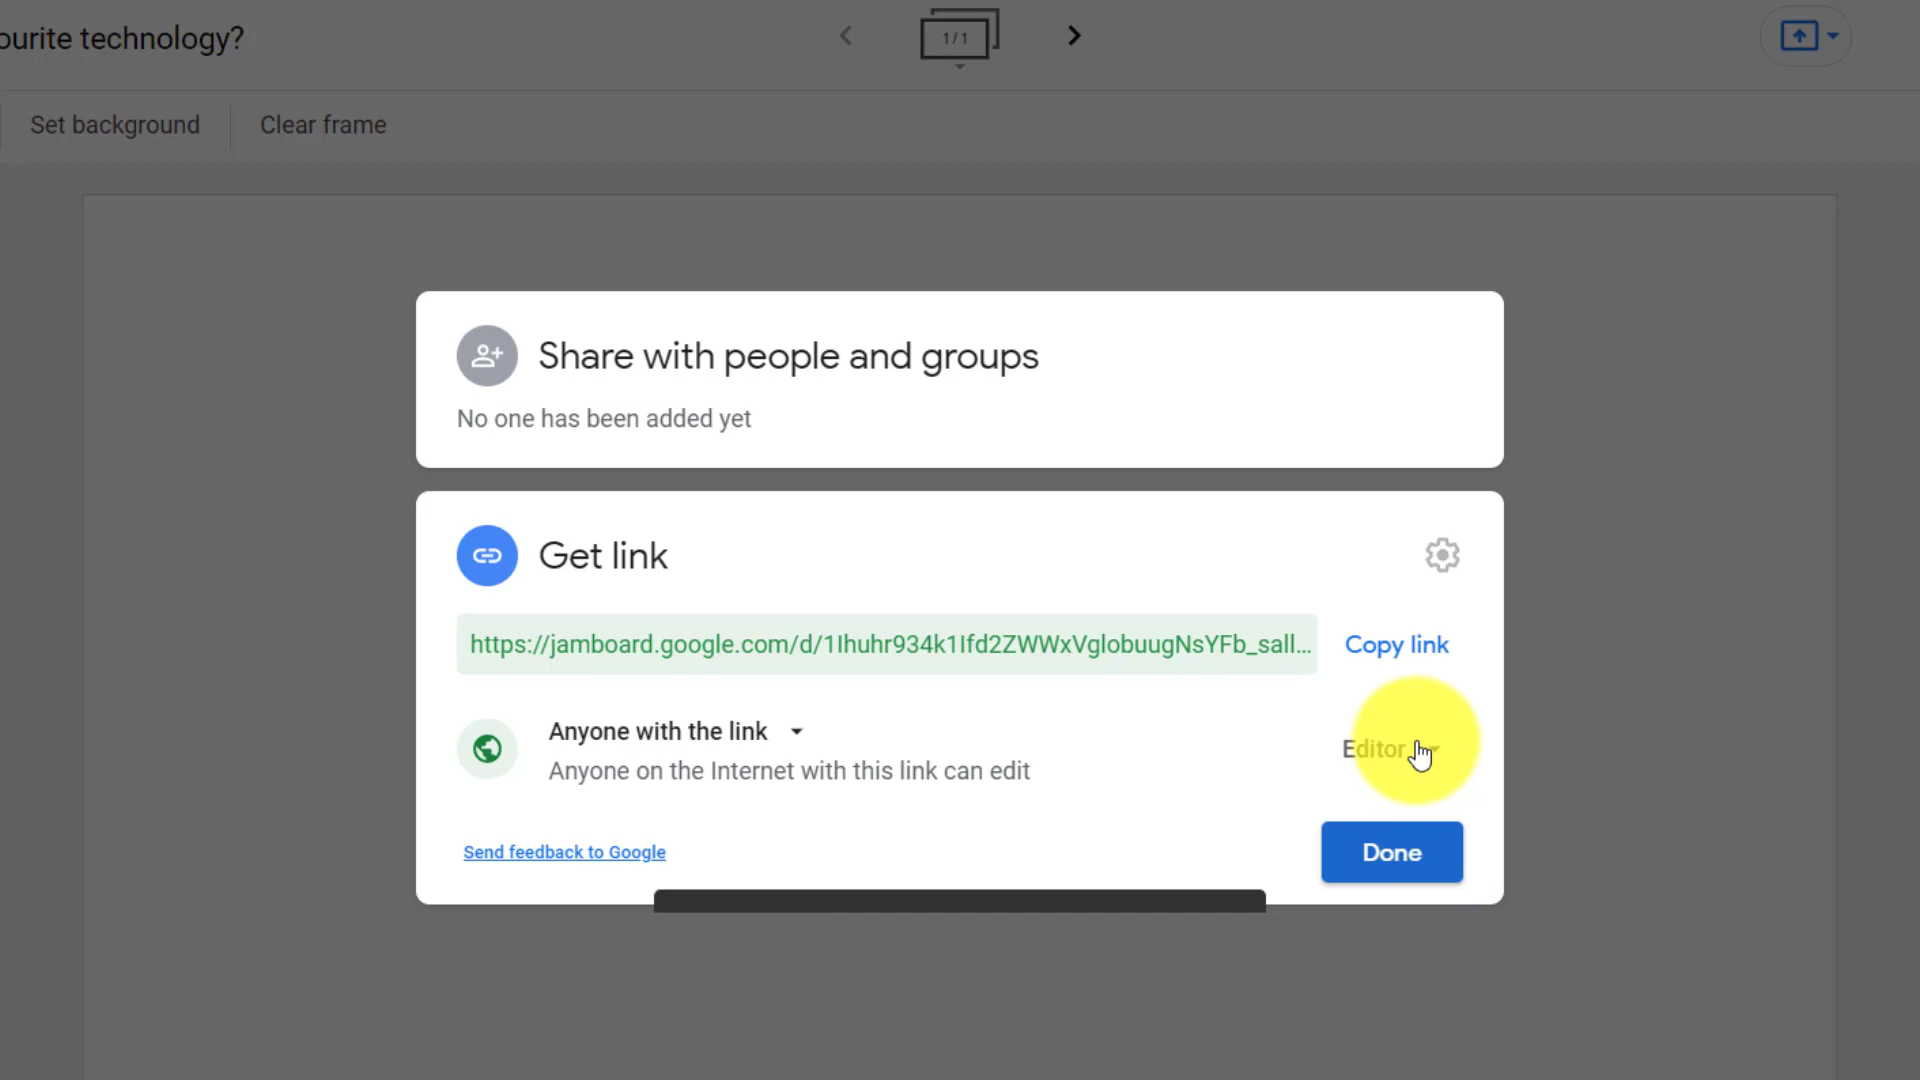 ourite technology?
1/1
Set background
Clear frame
Share with people and groups
No one has been added yet
Get link
https://jamboard.google.com/d/1Ihuhr934k1Ifd2ZWWxVglobuugNsYFb_sall...
Copy link
Anyone with the link
Editor
Anyone on the Internet with this link can edit
Send feedback to Google
Done